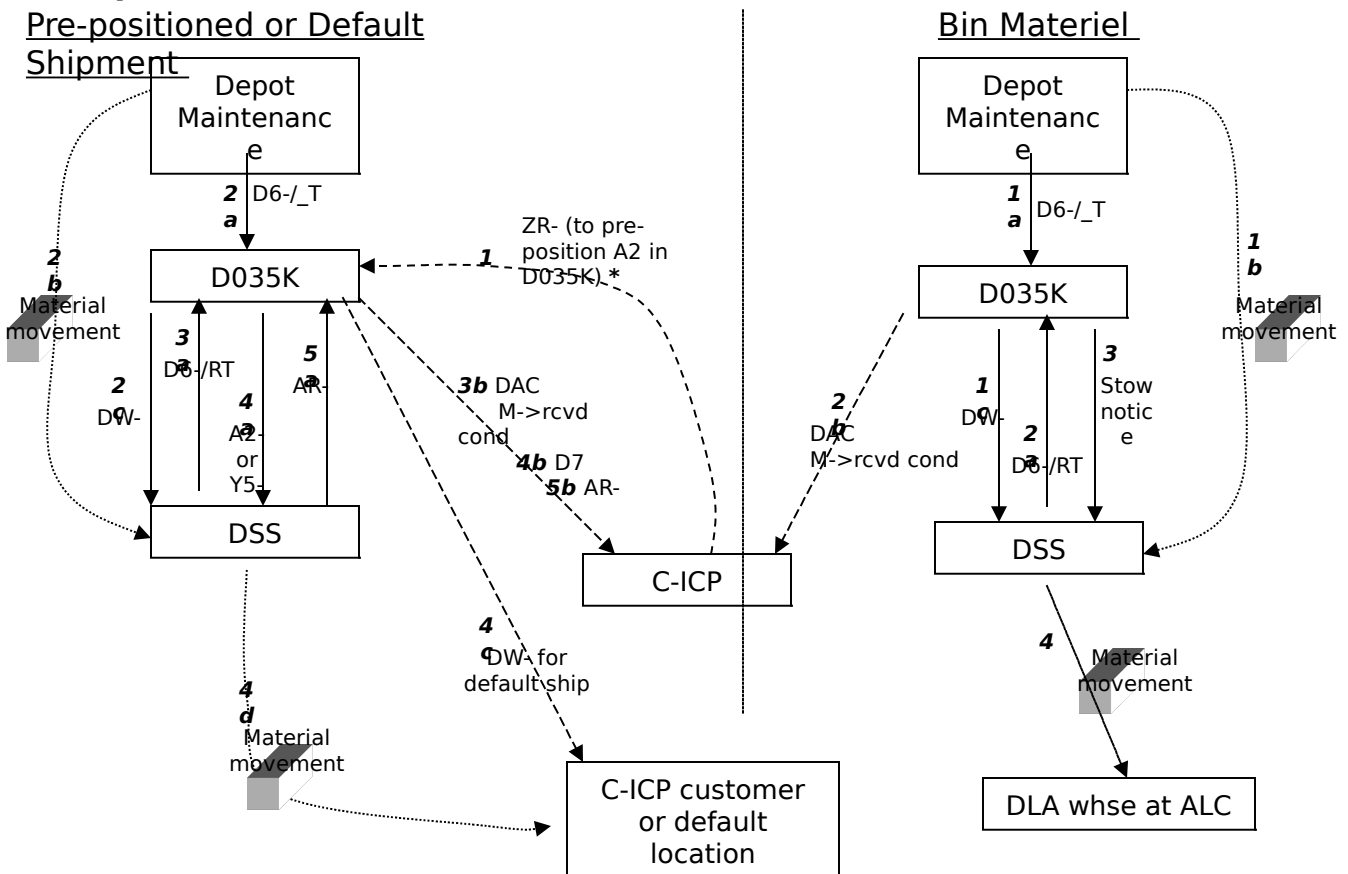 Pre-positioned or Default
Shipment
Bin Materiel
Depot
Maintenanc
e
2
a
D6-/_T
D035K
1
ZR- (to pre-
position A2 in
D035K) *
2
b
Material
movement
2
c
DW-
3
a
D6-/RT
4
a
A2-
or
Y5-
5
a
AR-
3b DAC
M->rcvd
cond
4b D7
5b AR-
DSS
C-ICP
4
c
DW- for
default ship
4
d
Material
movement
C-ICP customer
or default
location
Depot
Maintenanc
e
1
a
D6-/_T
1
b
Material
movement
D035K
2
b
DAC
M->rcvd cond
1
c
DW-
2
a
D6-/RT
3
Stow
notic
e
DSS
4
Material
movement
DLA whse at ALC